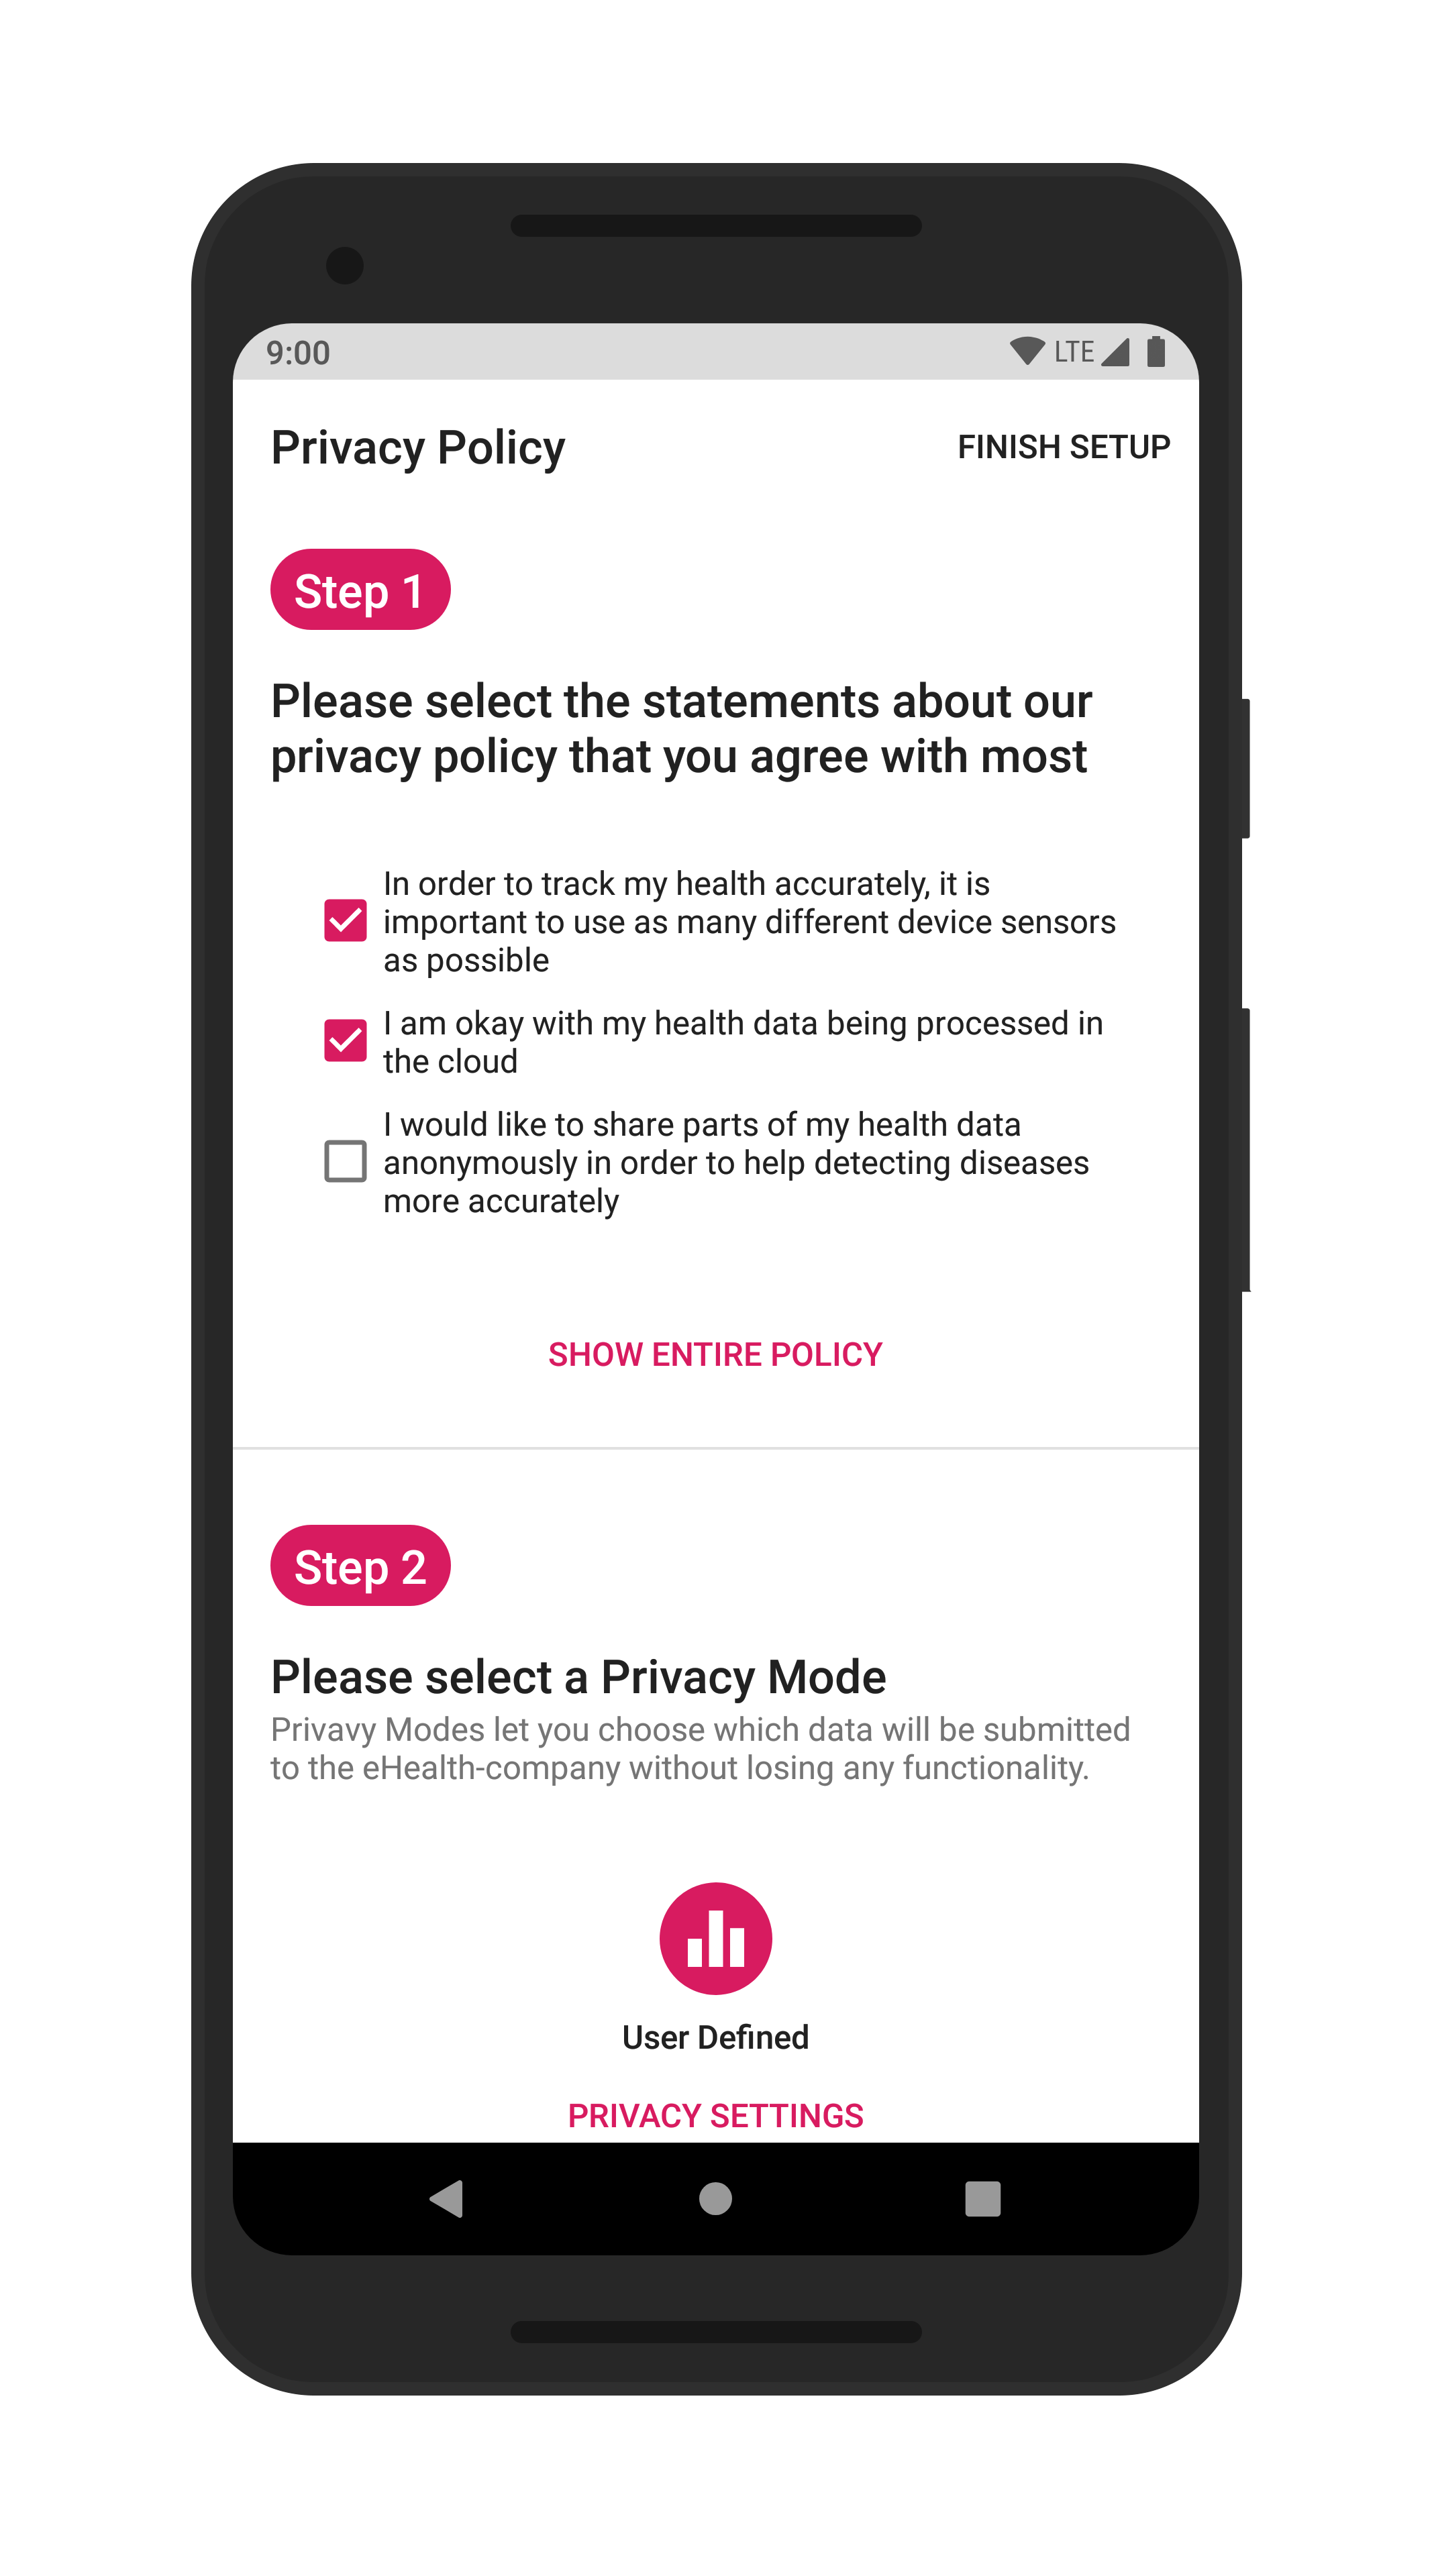 9:00 LTE
Privacy Policy FINISH SETUP
Step 1
Please select the statements about our
privacy policy that you agree with most
In order to track my health accurately, it is
important to use as many different device sensors
as possible
I am okay with my health data being processed in
the cloud
I would like to share parts of my health data
anonymously in order to help detecting diseases
more accurately
SHOW ENTIRE POLICY
Step 2
Please select a Privacy Mode
Privavy Modes let you choose which data will be submitted
to the eHealth-company without losing any functionality.
User Defined
PRIVACY SETTINGS